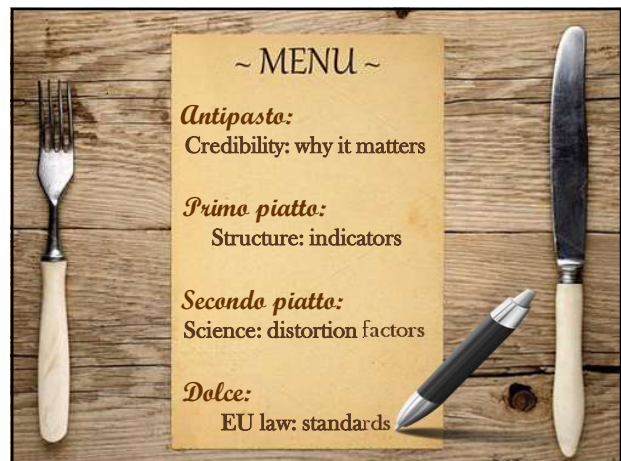 ~ MENU ~
Antipasto:
Credibility: why it matters
Primo piatto:
Structure: indicators
Secondo piatto:
Science: distortion factors
Dolce:
EU law: standards